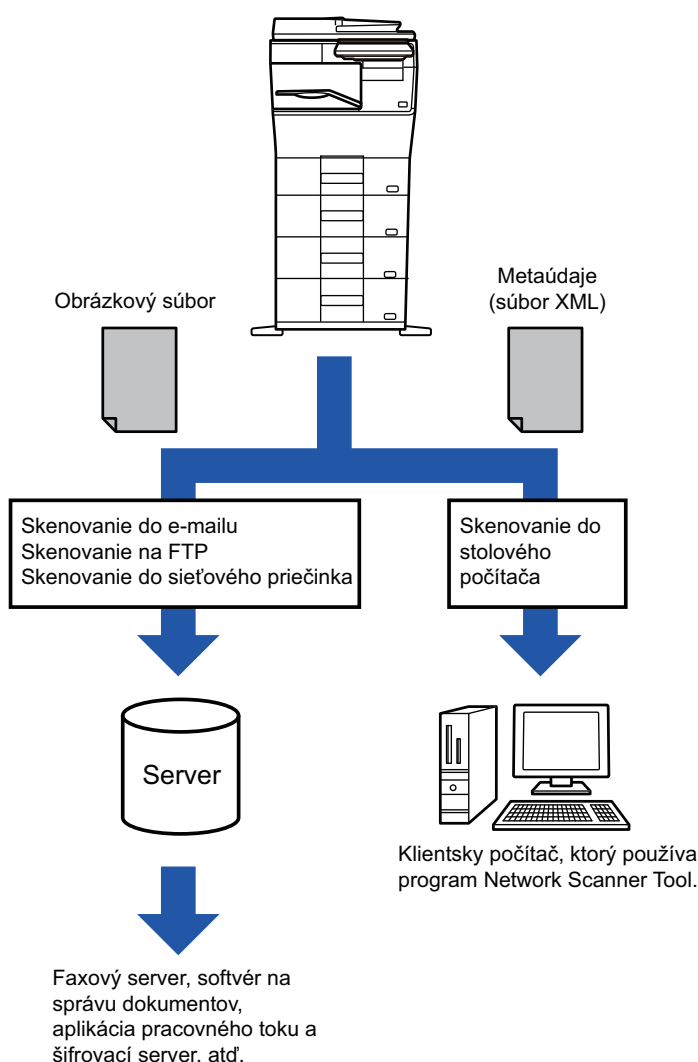 Obrázkový súbor
Metaúdaje
(súbor XML)
Skenovanie do e-mailu
Skenovanie na FTP
Skenovanie do sieťového priečinka
Skenovanie do
stolového
počítača
Server
Klientsky počítač, ktorý používa
program Network Scanner Tool.
Faxový server, softvér na
správu dokumentov,
aplikácia pracovného toku a
šifrovací server, atď.